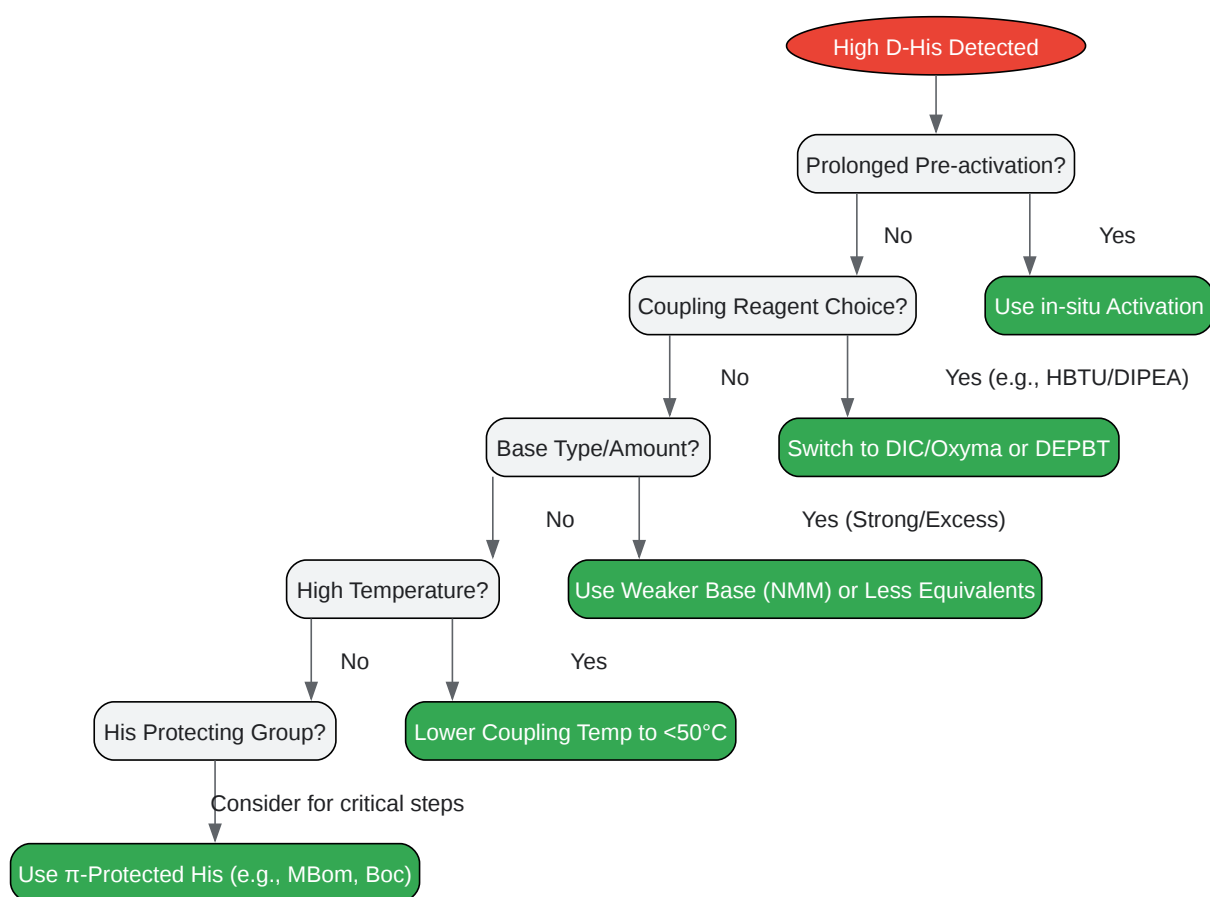 High D-His Detected
Prolonged Pre-activation?
No
Yes
Coupling Reagent Choice?
Use in-situ Activation
No
Yes (e.g., HBTU/DIPEA)
Base Type/Amount?
Switch to DIC/Oxyma or DEPBT
No
Yes (Strong/Excess)
High Temperature?
Use Weaker Base (NMM) or Less Equivalents
No
Yes
His Protecting Group?
Lower Coupling Temp to <50°C
Consider for critical steps
Use π-Protected His (e.g., MBom, Boc)